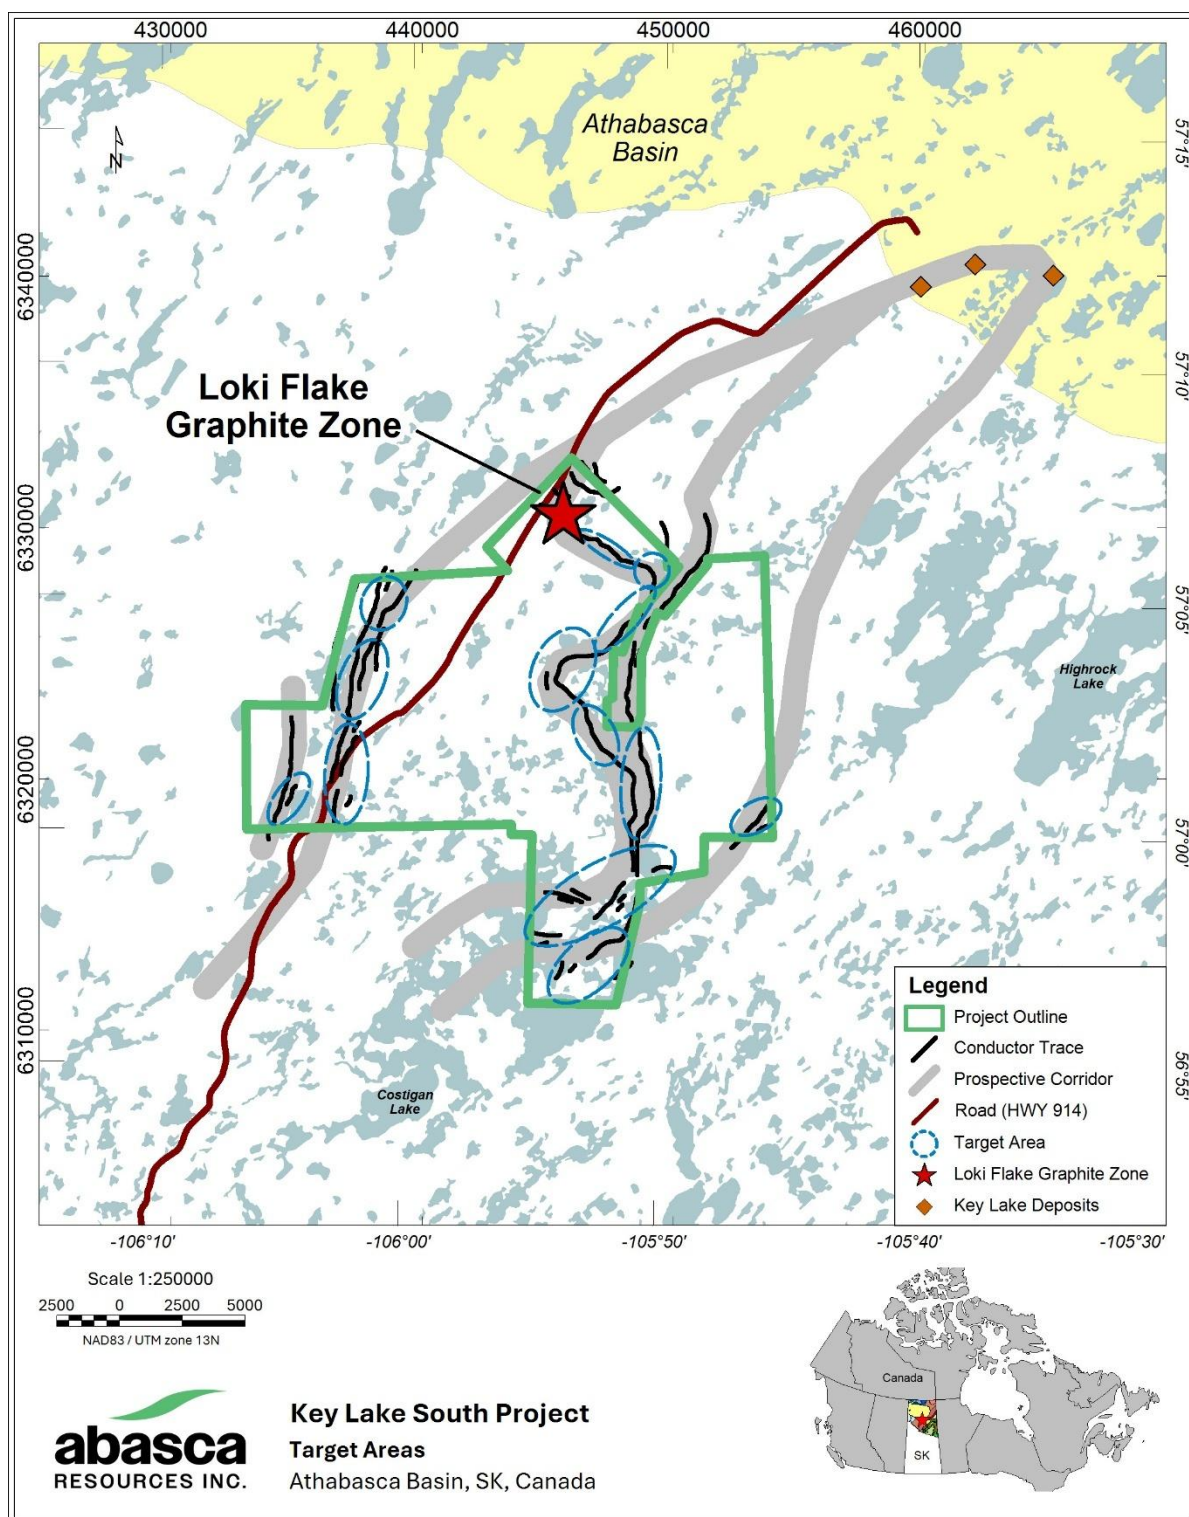 430000
440000
450000
460000
Athabasca
Basin
N
57°15'
6340000
57°10'
Loki Flake
Graphite Zone
6330000
57°05'
Highrock
Lake
6320000
57°00'
6310000
Costigan
Lake
56°55'
Legend
Project Outline
Conductor Trace
Prospective Corridor
Road (HWY 914)
Target Area
Loki Flake Graphite Zone
Key Lake Deposits
-106°10'
-106°00'
-105°50'
-105°40'
-105°30'
Scale 1:250000
2500 0 2500 5000
NAD83 / UTM zone 13N
Canada
SK
abasca
RESOURCES INC.
Key Lake South Project
Target Areas
Athabasca Basin, SK, Canada